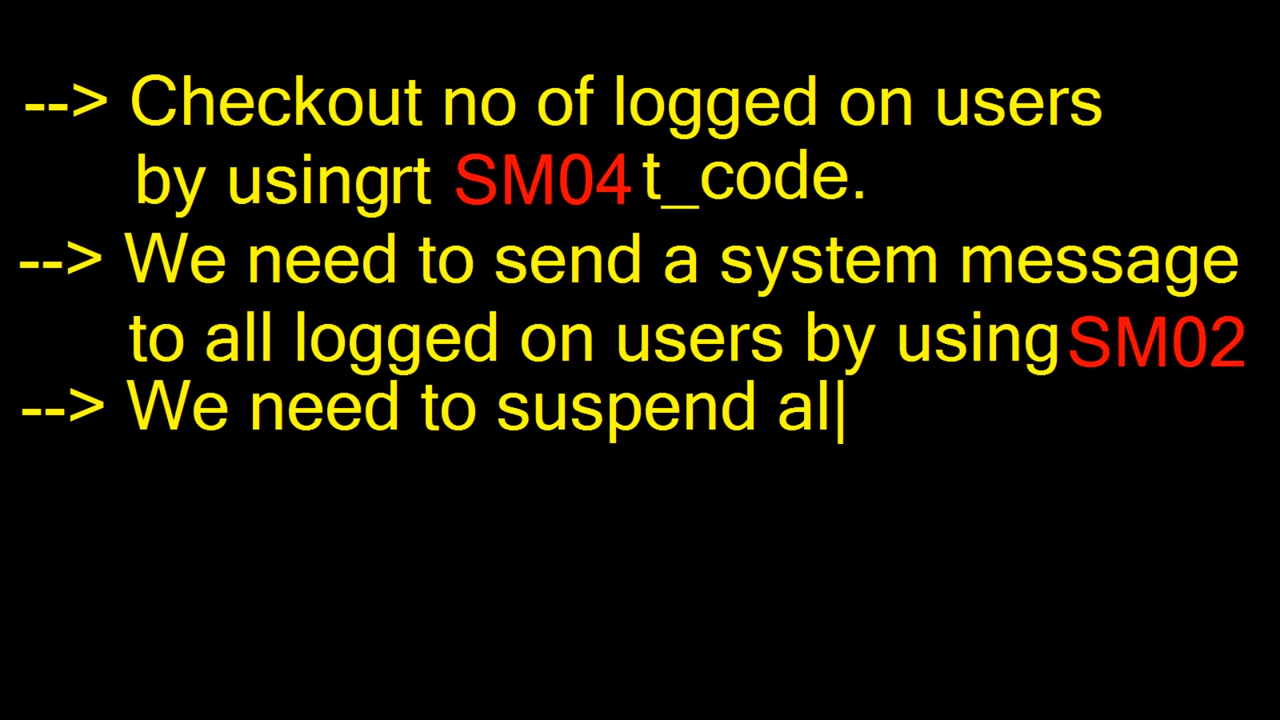 --> Checkout no of logged on users
by usingrt SM04 t_code.
--> We need to send a system message
to all logged on users by using SM02
--> We need to suspend al|